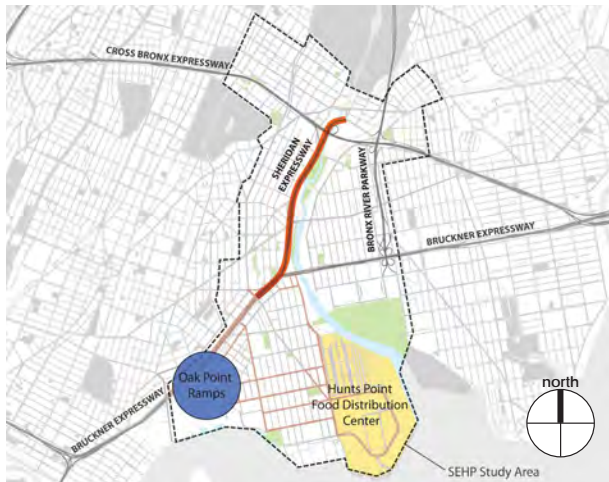 CROSS BRONX EXPRESSWAY
SHERIDAN
EXPRESSWAY
BRONX RIVER PARKWAY
BRUCKNER EXPRESSWAY
Oak Point
Ramps
Hunts Point
Food Distribution
Center
north
BRUCKNER EXPRESSWAY
SEHP Study Area